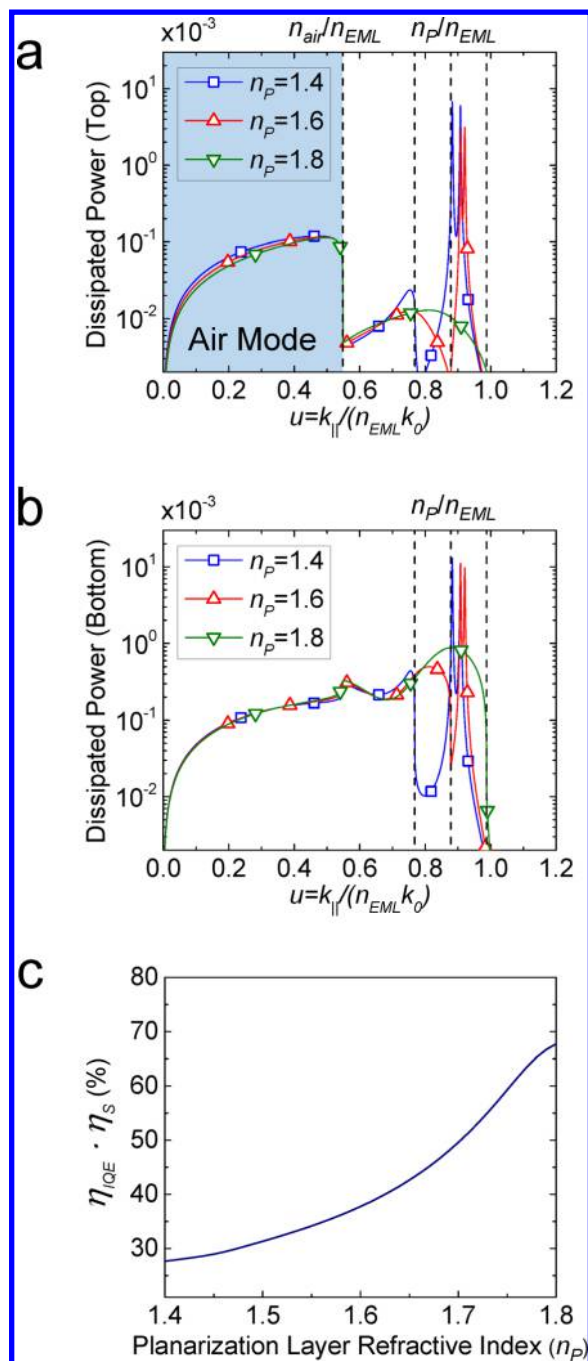 a
×10⁻³
n_air/n_EML
n_P/n_EML
Dissipated Power (Top)
10¹
10⁰
10⁻¹
10⁻²
n_P=1.4
n_P=1.6
n_P=1.8
Air Mode
0.0 0.2 0.4 0.6 0.8 1.0 1.2
u=k_||/(n_EML k_0)
b
×10⁻³
n_P/n_EML
Dissipated Power (Bottom)
10¹
10⁰
10⁻¹
10⁻²
n_P=1.4
n_P=1.6
n_P=1.8
0.0 0.2 0.4 0.6 0.8 1.0 1.2
u=k_||/(n_EML k_0)
c
η_IQE · η_S (%)
80
70
60
50
40
30
1.4 1.5 1.6 1.7 1.8
Planarization Layer Refractive Index (n_P)